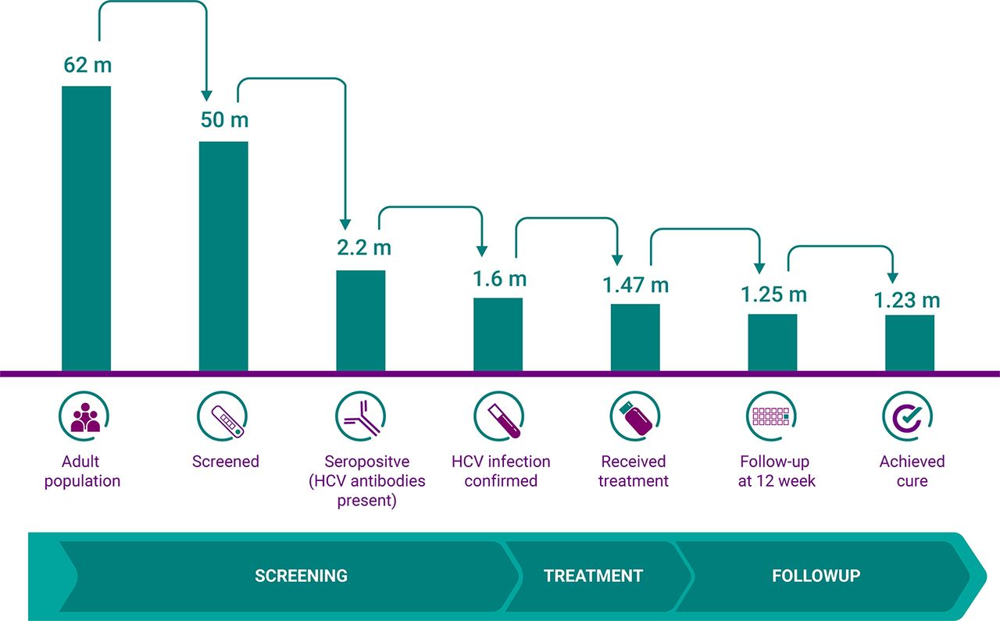 62 m
50 m
2.2 m
1.6 m
1.47 m
1.25 m
1.23 m
Adult
population
Screened
Seropositve
(HCV antibodies
present)
HCV infection
confirmed
Received
treatment
Follow-up
at 12 week
Achieved
cure
SCREENING
TREATMENT
FOLLOWUP